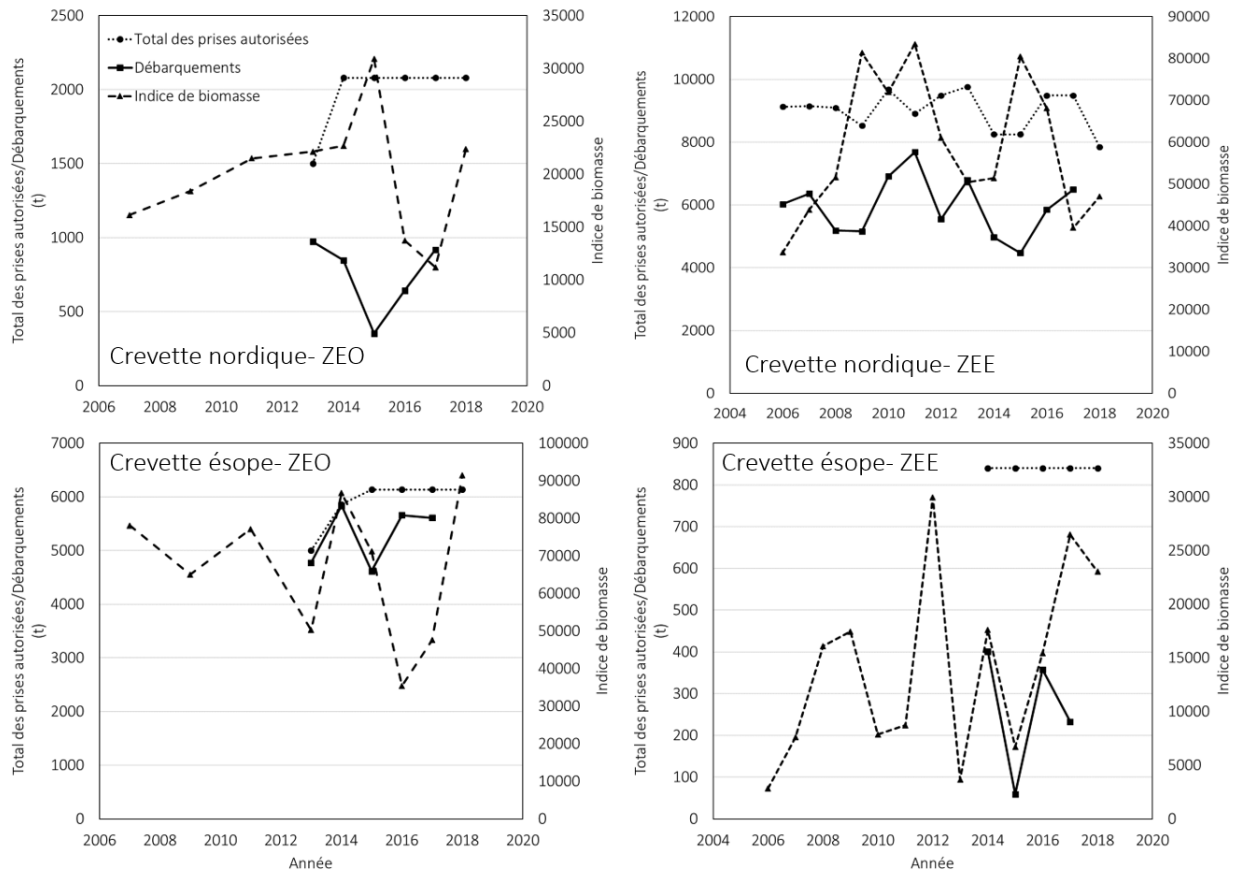 Total des prises autorisées/Débarquements
(t)
2500
2000
1500
1000
500
0
Total des prises autorisées
Débarquements
Indice de biomasse
Crevette nordique- ZEO
35000
30000
25000
20000
15000
10000
5000
0
Indice de biomasse
2006 2008 2010 2012 2014 2016 2018 2020
Total des prises autorisées/Débarquements
(t)
12000
10000
8000
6000
4000
2000
0
Crevette nordique- ZEE
90000
80000
70000
60000
50000
40000
30000
20000
10000
0
Indice de biomasse
2004 2006 2008 2010 2012 2014 2016 2018 2020
Total des prises autorisées/Débarquements
(t)
7000
6000
5000
4000
3000
2000
1000
0
Crevette ésope- ZEO
100000
90000
80000
70000
60000
50000
40000
30000
20000
10000
0
Indice de biomasse
2006 2008 2010 2012 2014 2016 2018 2020
Année
Total des prises autorisées/Débarquements
(t)
900
800
700
600
500
400
300
200
100
0
Crevette ésope- ZEE
35000
30000
25000
20000
15000
10000
5000
0
Indice de biomasse
2004 2006 2008 2010 2012 2014 2016 2018 2020
Année